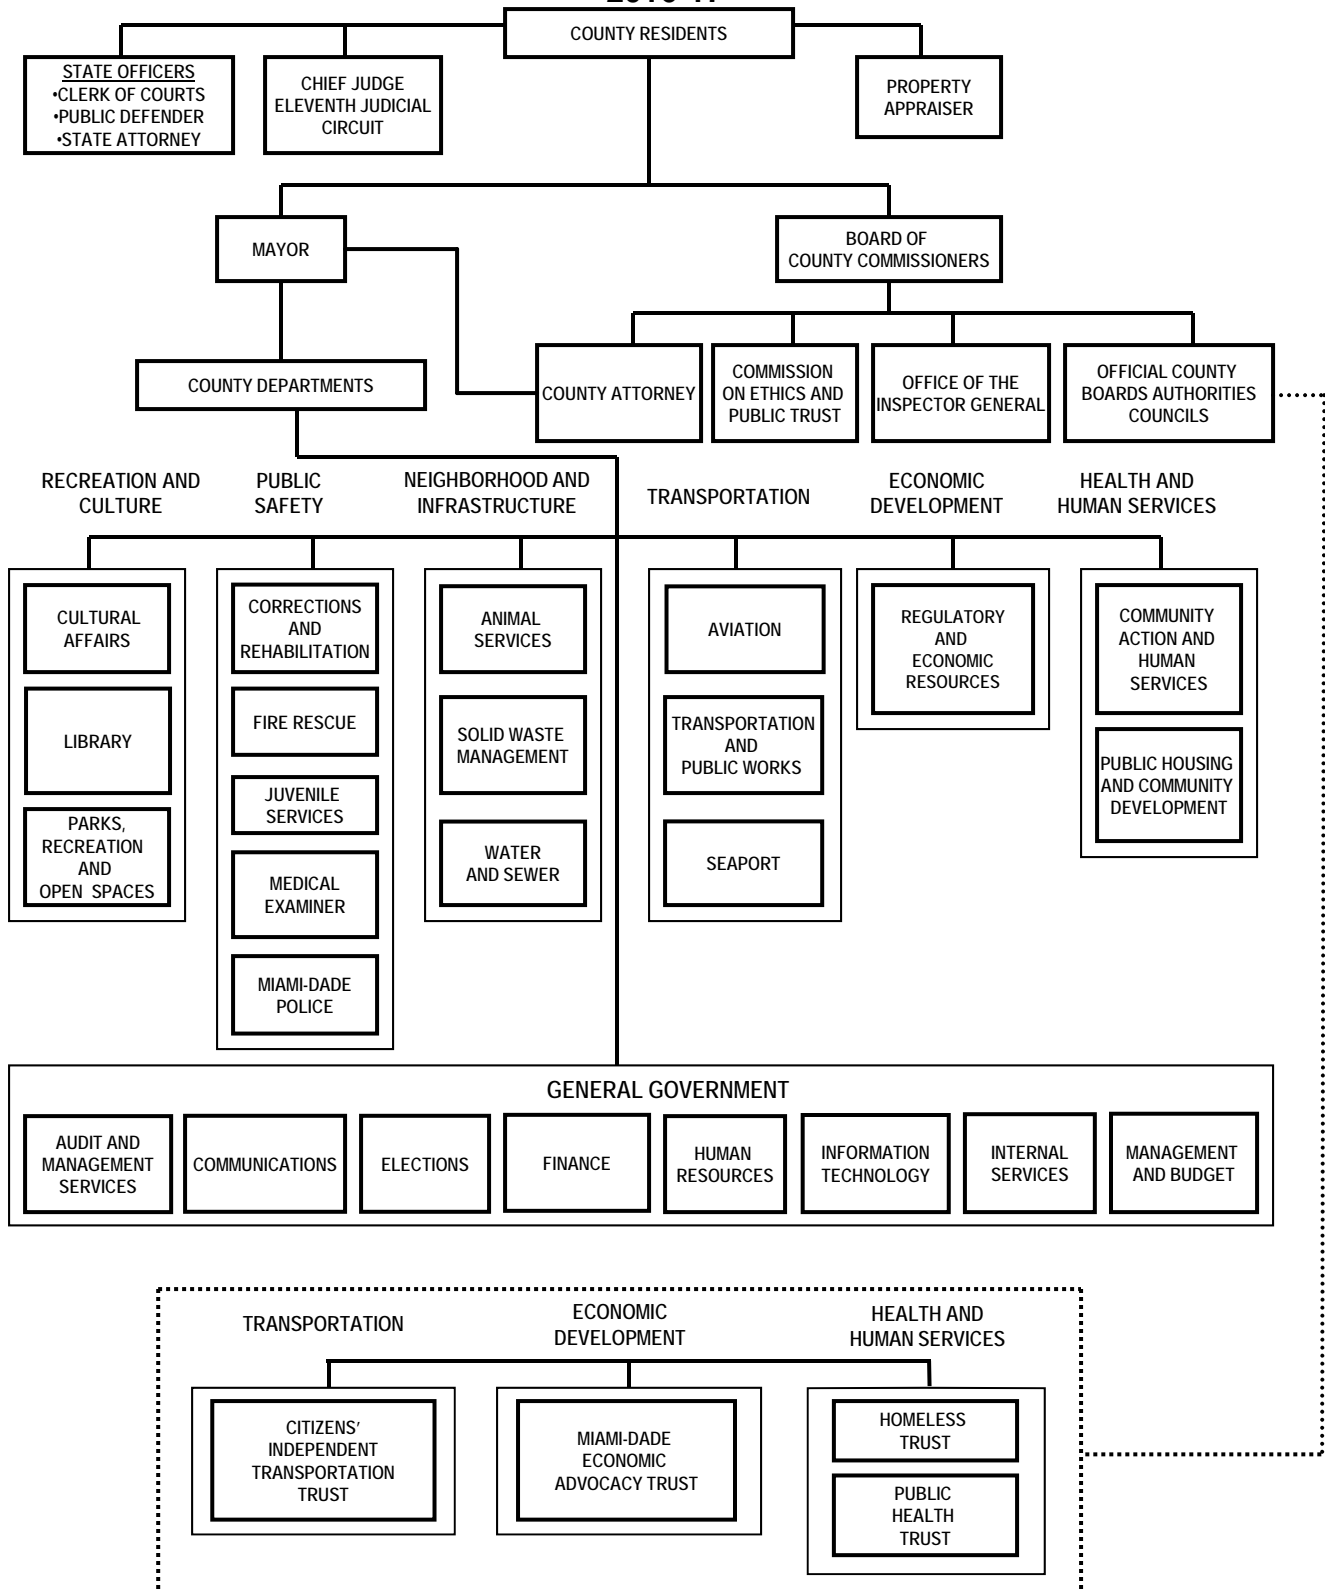 COUNTY RESIDENTS
STATE OFFICERS
•CLERK OF COURTS
•PUBLIC DEFENDER
•STATE ATTORNEY
CHIEF JUDGE
ELEVENTH JUDICIAL
CIRCUIT
PROPERTY
APPRAISER
MAYOR
BOARD OF
COUNTY COMMISSIONERS
COUNTY DEPARTMENTS
COUNTY ATTORNEY
COMMISSION
ON ETHICS AND
PUBLIC TRUST
OFFICE OF THE
INSPECTOR GENERAL
OFFICIAL COUNTY
BOARDS AUTHORITIES
COUNCILS
RECREATION AND
CULTURE
PUBLIC
SAFETY
NEIGHBORHOOD AND
INFRASTRUCTURE
TRANSPORTATION
ECONOMIC
DEVELOPMENT
HEALTH AND
HUMAN SERVICES
CULTURAL
AFFAIRS
LIBRARY
PARKS,
RECREATION
AND
OPEN SPACES
CORRECTIONS
AND
REHABILITATION
FIRE RESCUE
JUVENILE
SERVICES
MEDICAL
EXAMINER
MIAMI-DADE
POLICE
ANIMAL
SERVICES
SOLID WASTE
MANAGEMENT
WATER
AND SEWER
AVIATION
TRANSPORTATION
AND
PUBLIC WORKS
SEAPORT
REGULATORY
AND
ECONOMIC
RESOURCES
COMMUNITY
ACTION AND
HUMAN
SERVICES
PUBLIC HOUSING
AND COMMUNITY
DEVELOPMENT
GENERAL GOVERNMENT
AUDIT AND
MANAGEMENT
SERVICES
COMMUNICATIONS
ELECTIONS
FINANCE
HUMAN
RESOURCES
INFORMATION
TECHNOLOGY
INTERNAL
SERVICES
MANAGEMENT
AND BUDGET
TRANSPORTATION
ECONOMIC
DEVELOPMENT
HEALTH AND
HUMAN SERVICES
CITIZENS'
INDEPENDENT
TRANSPORTATION
TRUST
MIAMI-DADE
ECONOMIC
ADVOCACY TRUST
HOMELESS
TRUST
PUBLIC
HEALTH
TRUST